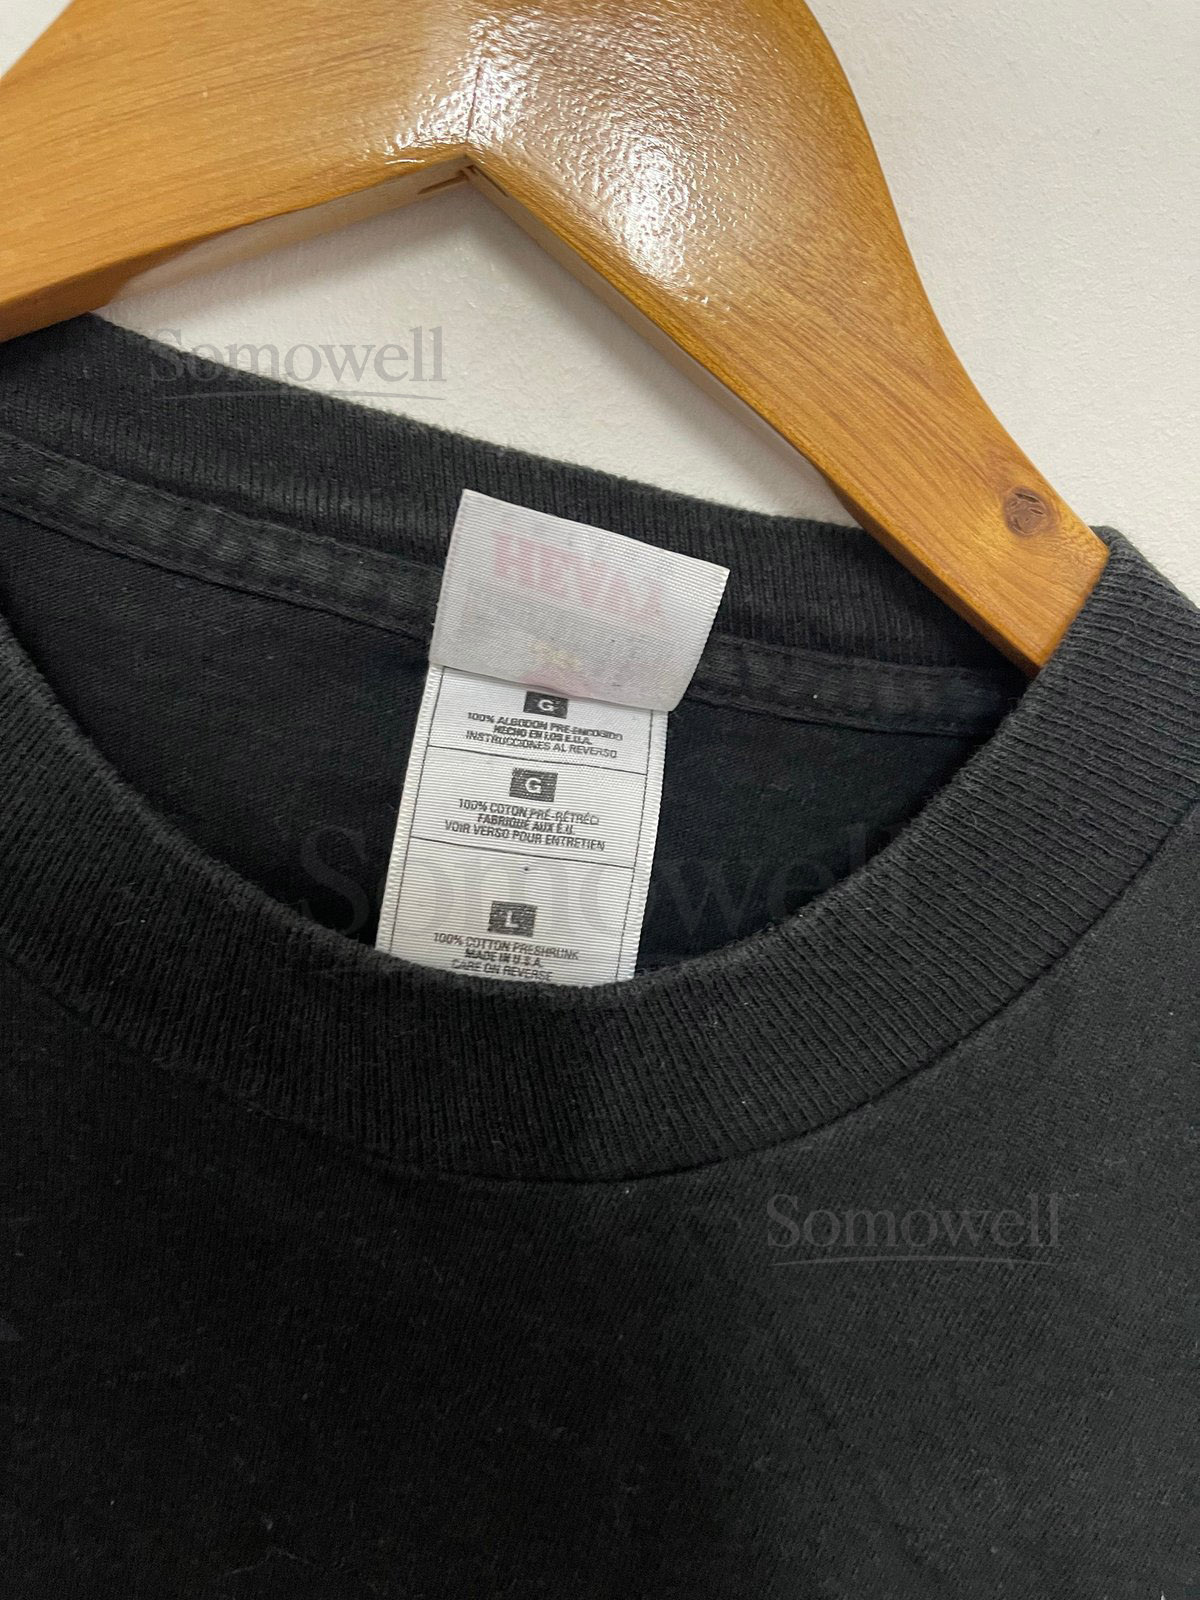 Somowell
G
100% ALGODON PRE-ENCOGIDO
HECHO EN LOS E.U.A.
INSTRUCCIONES AL REVERSO
G
100% COTON PRÉ-RÉTRÉCI
FABRIQUÉ AUX É.U.
VOIR VERSO POUR ENTRETIEN
Somowell
L
100% COTTON PRESHRUNK
MADE IN U.S.A.
CARE ON REVERSE
Somowell